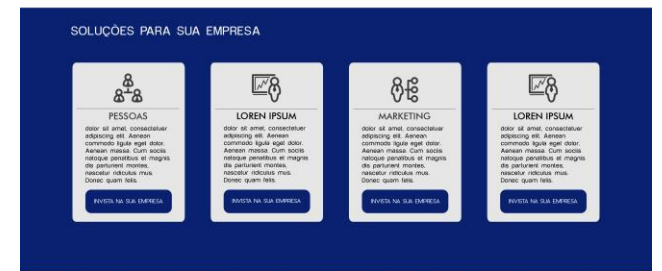 SOLUÇÕES PARA SUA EMPRESA
PESSOAS
dolor sit amet, consectetuer
adipiscing elit. Aenean
commodo ligula eget dolor.
Aenean massa. Cum sociis
natoque penatibus et magnis
dis parturient montes,
nascetur ridiculus mus.
Donec quam felis.
INVISTA NA SUA EMPRESA
LOREN IPSUM
dolor sit amet, consectetuer
adipiscing elit. Aenean
commodo ligula eget dolor.
Aenean massa. Cum sociis
natoque penatibus et magnis
dis parturient montes,
nascetur ridiculus mus.
Donec quam felis.
INVISTA NA SUA EMPRESA
MARKETING
dolor sit amet, consectetuer
adipiscing elit. Aenean
commodo ligula eget dolor.
Aenean massa. Cum sociis
natoque penatibus et magnis
dis parturient montes,
nascetur ridiculus mus.
Donec quam felis.
INVISTA NA SUA EMPRESA
LOREN IPSUM
dolor sit amet, consectetuer
adipiscing elit. Aenean
commodo ligula eget dolor.
Aenean massa. Cum sociis
natoque penatibus et magnis
dis parturient montes,
nascetur ridiculus mus.
Donec quam felis.
INVISTA NA SUA EMPRESA